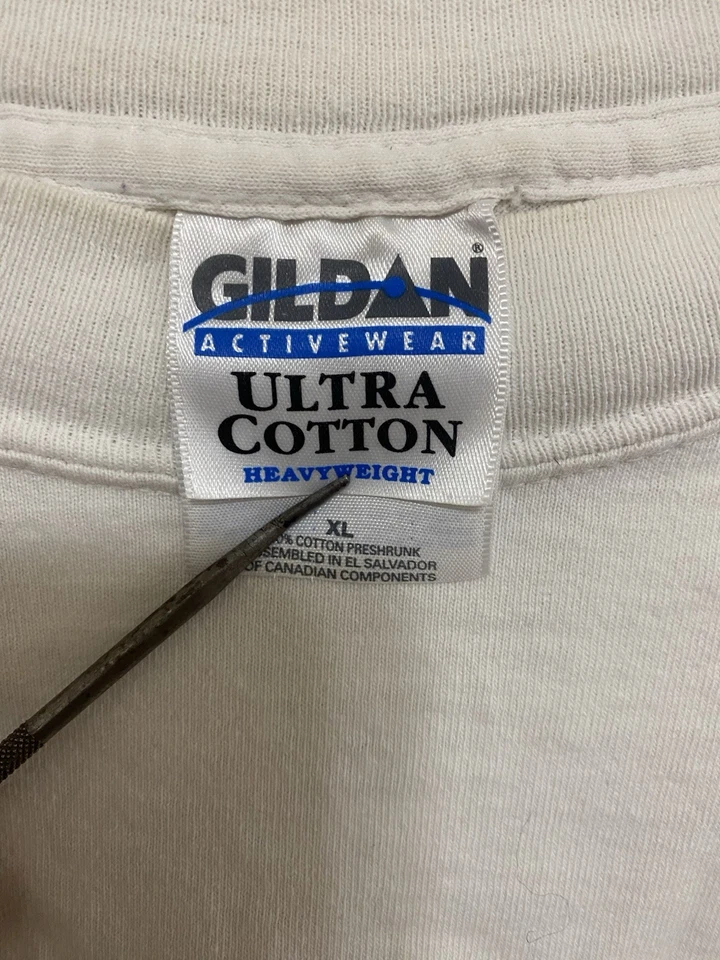 GILDAN®
ACTIVEWEAR
ULTRA
COTTON
HEAVYWEIGHT
XL
COTTON PRESHRUNK
IN EL SALVADOR
OF CANADIAN COMPONENTS